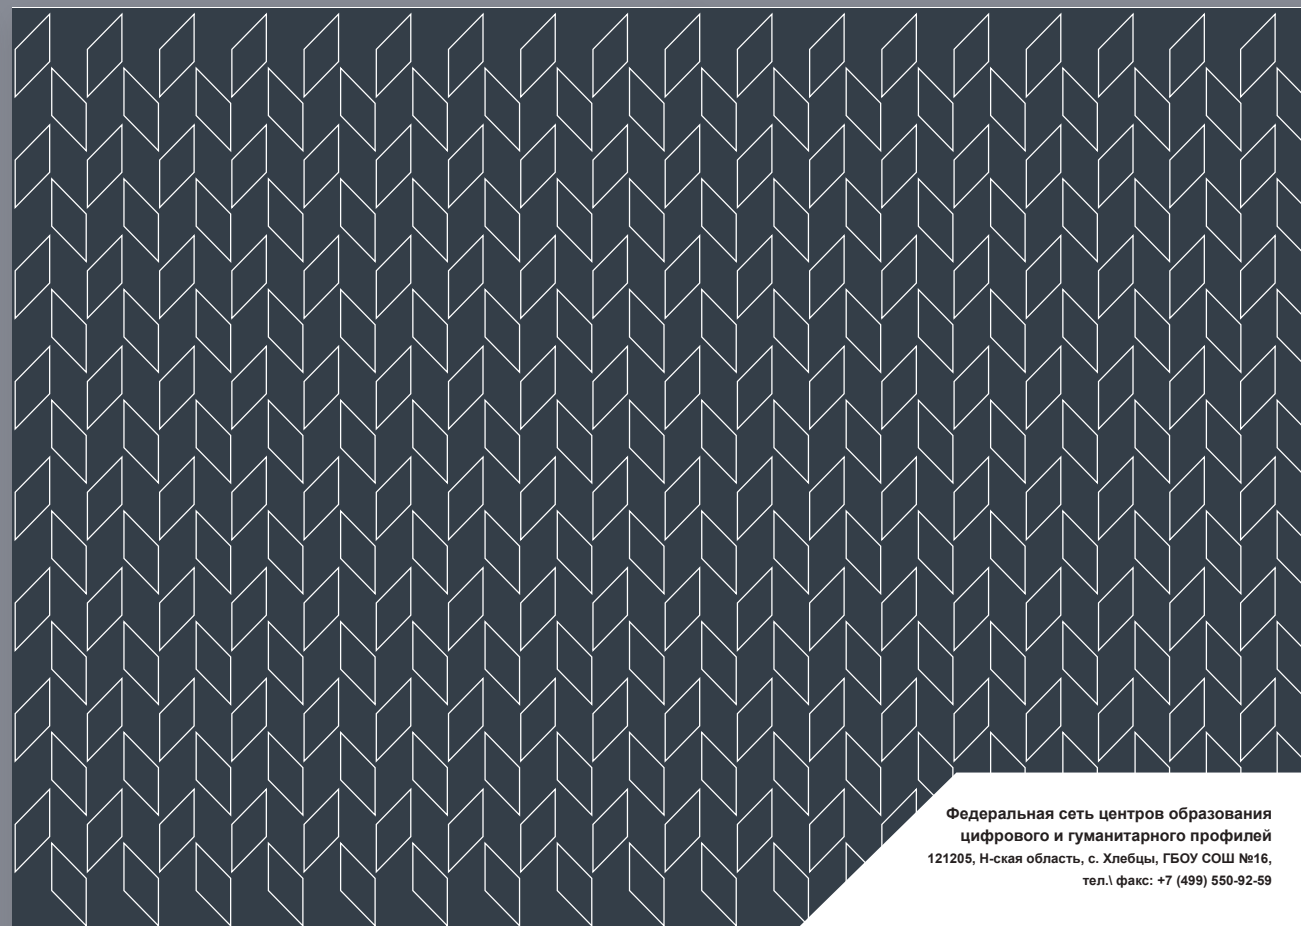 Федеральная сеть центров образования
цифрового и гуманитарного профилей
121205, Н-ская область, с. Хлебцы, ГБОУ СОШ №16,
тел.\ факс: +7 (499) 550-92-59